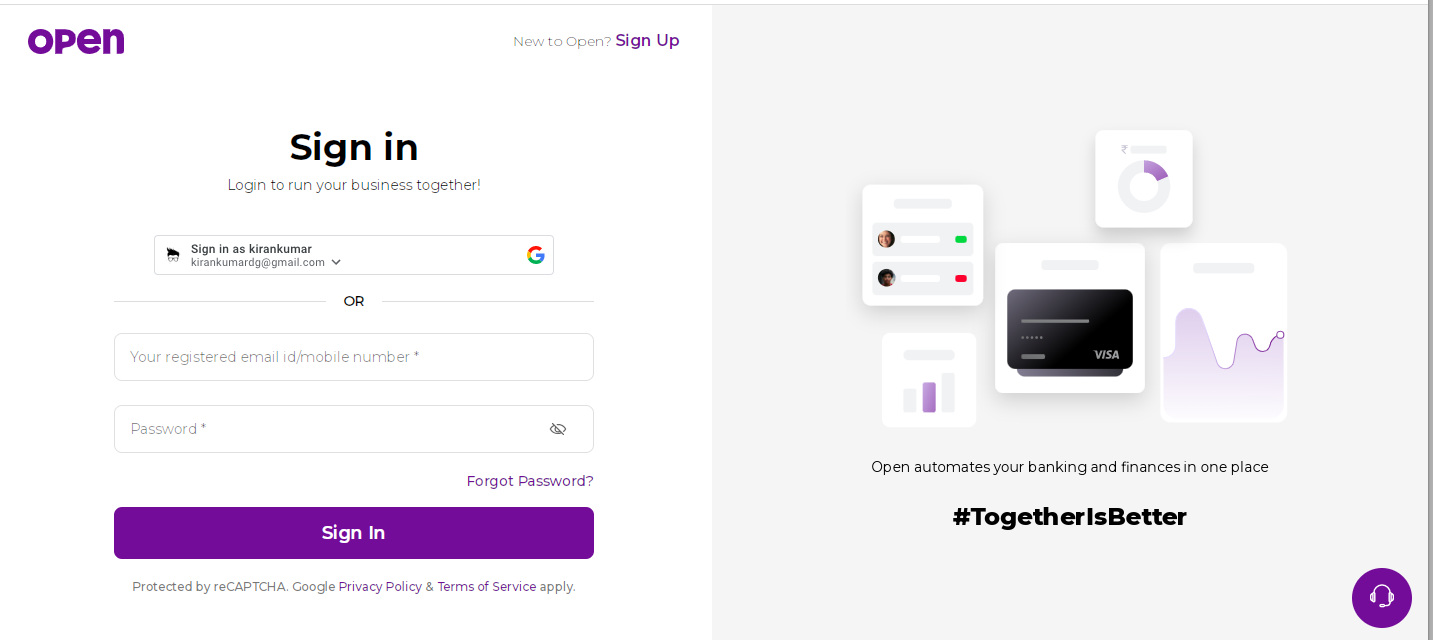 open
New to Open? Sign Up
Sign in
Login to run your business together!
Sign in as kirankumar
kirankumardg@gmail.com
OR
Your registered email id/mobile number *
Password *
Forgot Password?
Sign In
Protected by reCAPTCHA. Google Privacy Policy & Terms of Service apply.
₹
VISA
Open automates your banking and finances in one place
#TogetherIsBetter